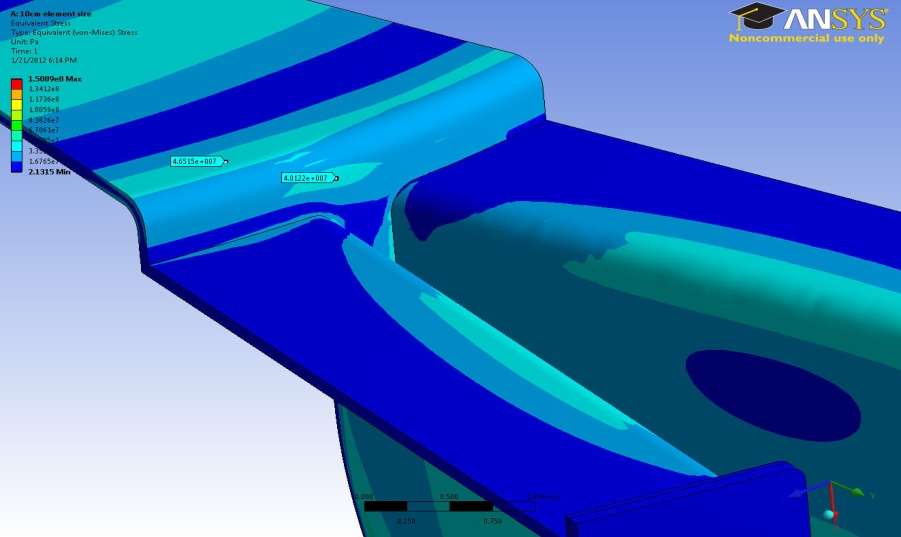 A: 10cm element size
Equivalent Stress
Type: Equivalent (von-Mises) Stress
Unit: Pa
Time: 1
1/21/2012 6:14 PM
1.5089e8 Max
1.3412e8
1.1736e8
1.0059e8
8.3826e7
6.7061e7
1.6765e7
2.1315 Min
ANSYS
Noncommercial use only
4.6515e+007
4.0122e+007
0.000
0.500
0.250
0.750
Y